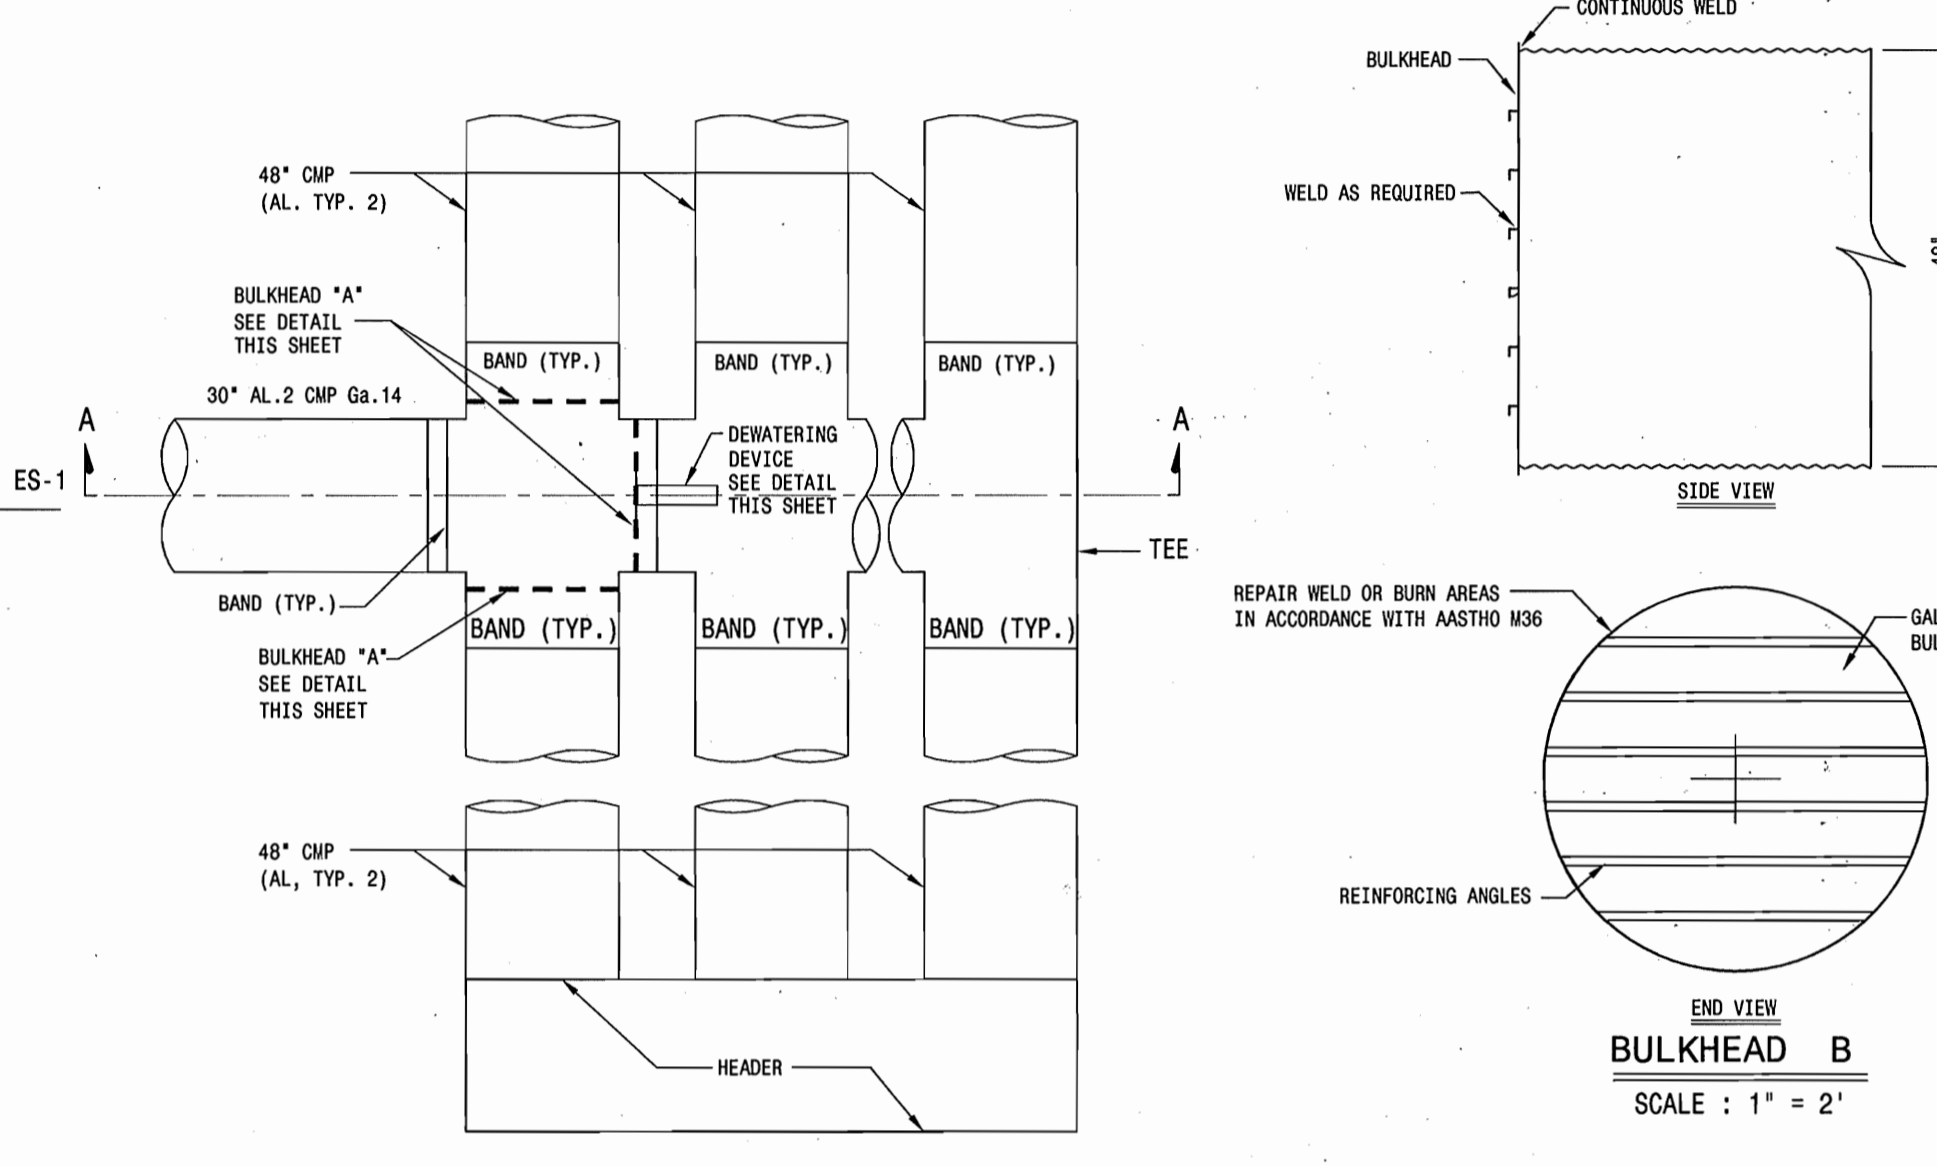 CONTINUOUS WELD
BULKHEAD
WELD AS REQUIRED
SIDE VIEW
48" CMP
(AL. TYP. 2)
BULKHEAD "A"
SEE DETAIL
THIS SHEET
30" AL.2 CMP Ga.14
BAND (TYP.)
BAND (TYP.)
BAND (TYP.)
A
A
ES-1
DEWATERING
DEVICE
SEE DETAIL
THIS SHEET
TEE
BAND (TYP.)
BAND (TYP.)
BAND (TYP.)
BAND (TYP.)
BULKHEAD "A"
SEE DETAIL
THIS SHEET
48" CMP
(AL, TYP. 2)
HEADER
REPAIR WELD OR BURN AREAS
IN ACCORDANCE WITH AASTHO M36
REINFORCING ANGLES
END VIEW
BULKHEAD B
SCALE : 1" = 2'